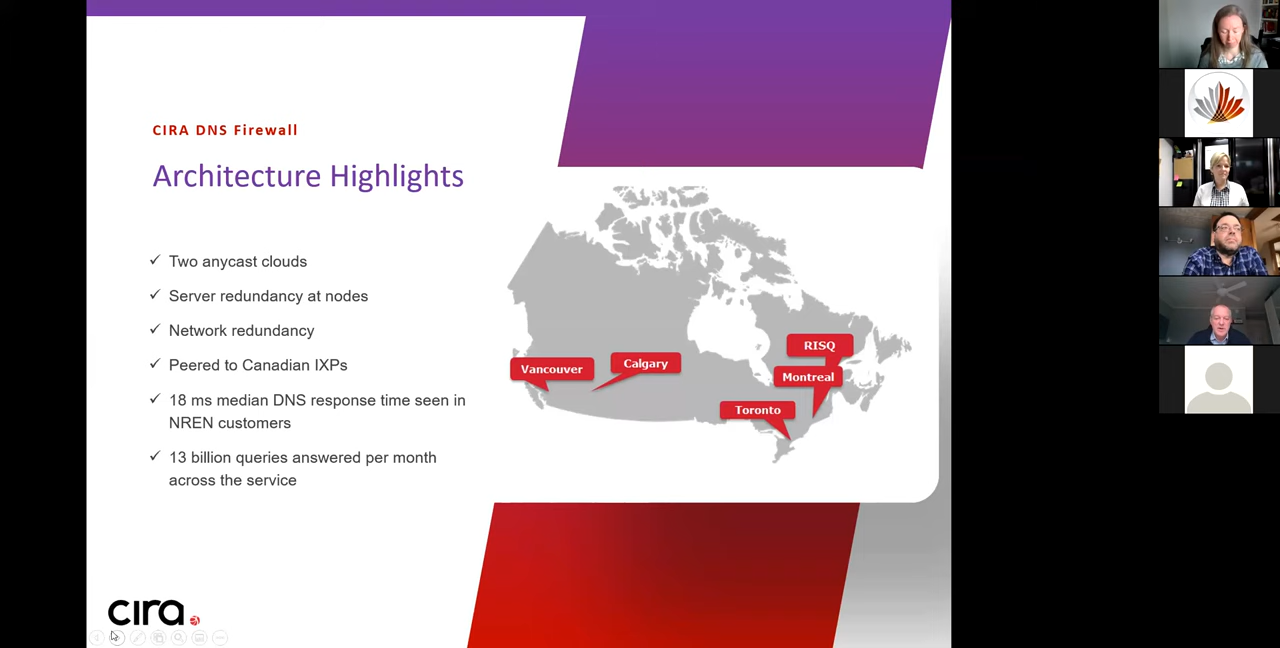 CIRA DNS Firewall
Architecture Highlights
✓ Two anycast clouds
✓ Server redundancy at nodes
✓ Network redundancy
✓ Peered to Canadian IXPs
✓ 18 ms median DNS response time seen in
NREN customers
✓ 13 billion queries answered per month
across the service
RISQ
Vancouver
Calgary
Montreal
Toronto
cira